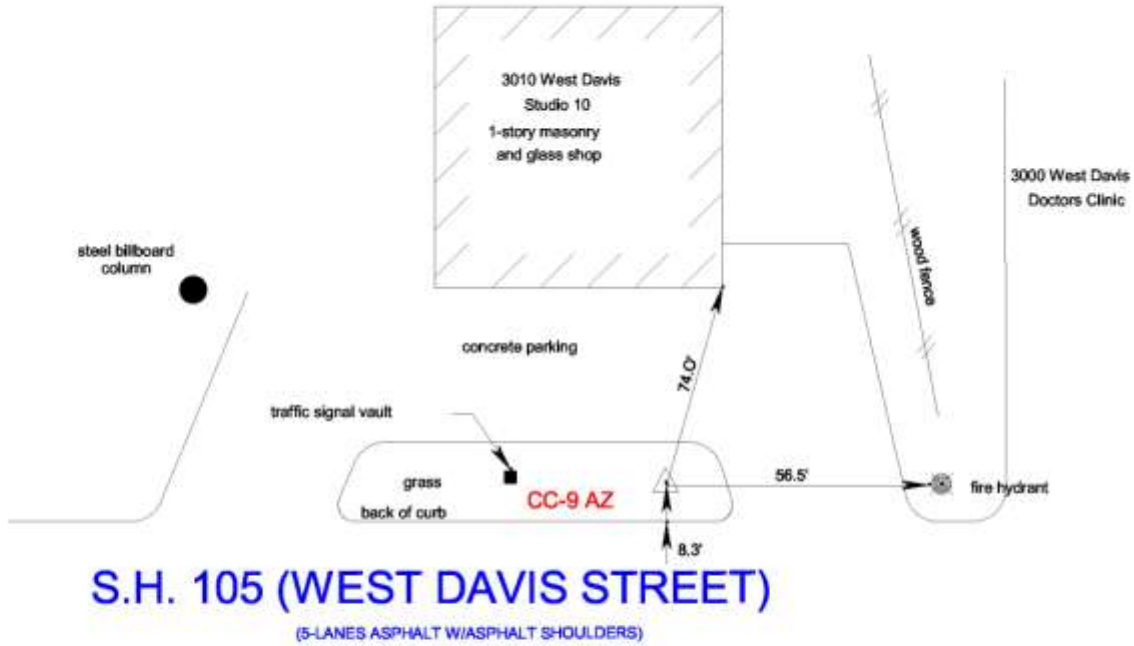 3010 West Davis
Studio 10
1-story masonry
and glass shop
3000 West Davis
Doctors Clinic
wood fence
steel billboard
column
concrete parking
74.0'
traffic signal vault
56.5'
grass
CC-9 AZ
fire hydrant
back of curb
8.3'
S.H. 105 (WEST DAVIS STREET)
(5-LANES ASPHALT W/ASPHALT SHOULDERS)